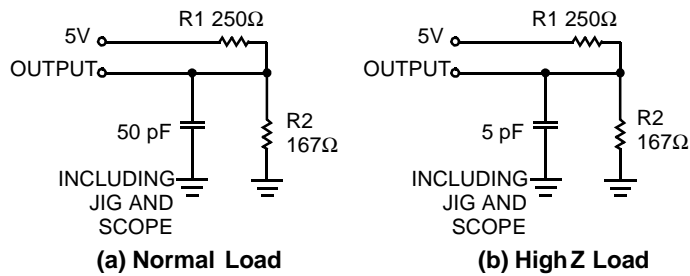 R1 250Ω
5V
OUTPUT
50 pF
R2
167Ω
INCLUDING
JIG AND
SCOPE
(a) Normal Load
R1 250Ω
5V
OUTPUT
5 pF
R2
167Ω
INCLUDING
JIG AND
SCOPE
(b) High Z Load